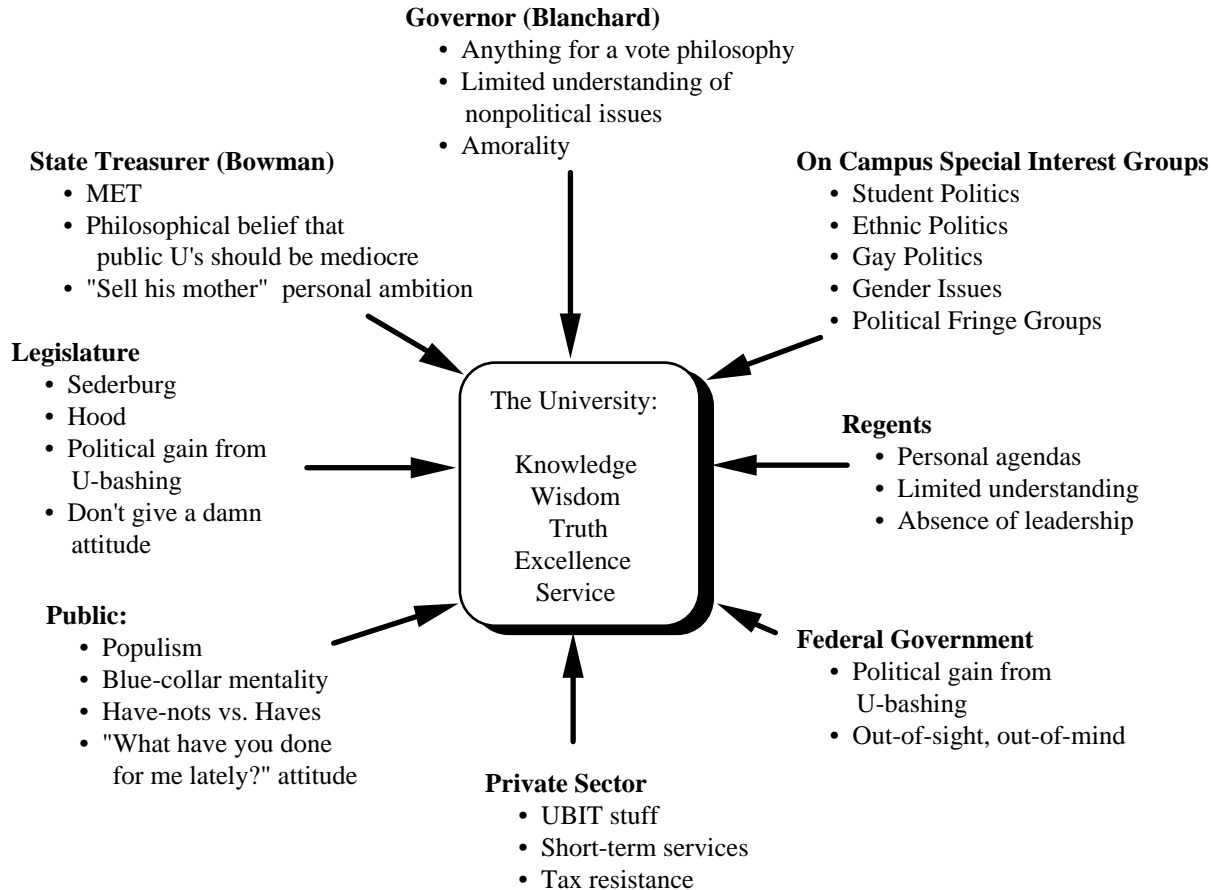 Governor (Blanchard)
• Anything for a vote philosophy
• Limited understanding of
nonpolitical issues
• Amorality
State Treasurer (Bowman)
• MET
• Philosophical belief that
public U's should be mediocre
• "Sell his mother" personal ambition
On Campus Special Interest Groups
• Student Politics
• Ethnic Politics
• Gay Politics
• Gender Issues
• Political Fringe Groups
Legislature
• Sederburg
• Hood
• Political gain from
U-bashing
• Don't give a damn
attitude
The University:
Knowledge
Wisdom
Truth
Excellence
Service
Regents
• Personal agendas
• Limited understanding
• Absence of leadership
Public:
• Populism
• Blue-collar mentality
• Have-nots vs. Haves
• "What have you done
for me lately?" attitude
Federal Government
• Political gain from
U-bashing
• Out-of-sight, out-of-mind
Private Sector
• UBIT stuff
• Short-term services
• Tax resistance